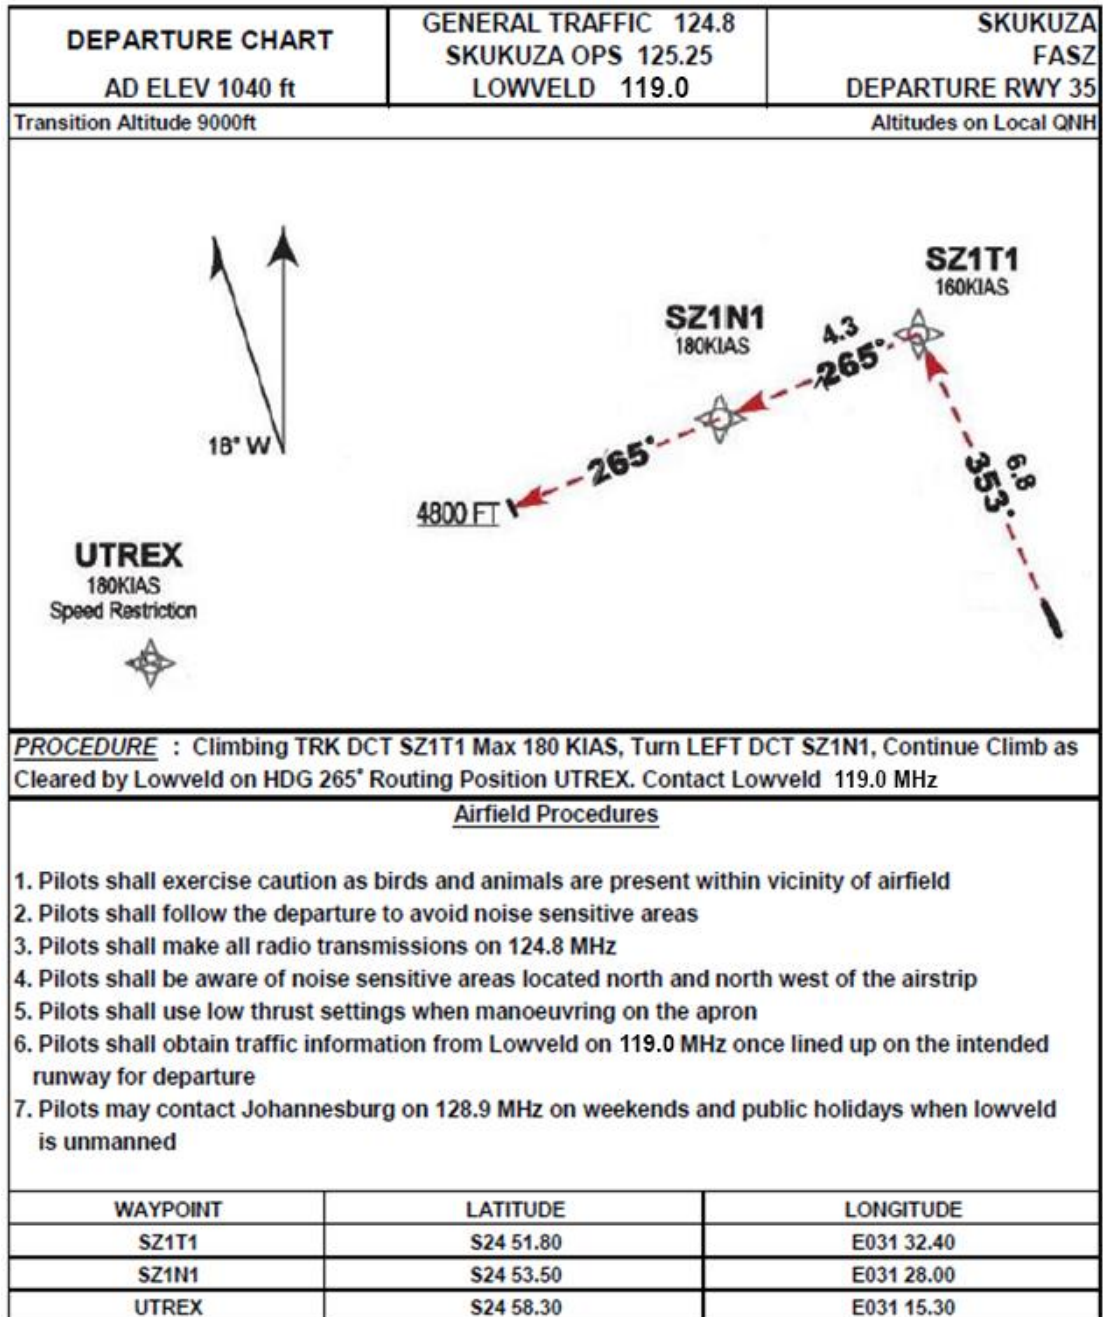 DEPARTURE CHART
AD ELEV 1040 ft
GENERAL TRAFFIC 124.8
SKUKUZA OPS 125.25
LOWVELD 119.0
SKUKUZA
FASZ
DEPARTURE RWY 35
Transition Altitude 9000ft
Altitudes on Local QNH
SZ1T1
160KIAS
SZ1N1
180KIAS
4.3
265°
18° W
265°
6.8
353°
4800 FT
UTREX
180KIAS
Speed Restriction
PROCEDURE : Climbing TRK DCT SZ1T1 Max 180 KIAS, Turn LEFT DCT SZ1N1, Continue Climb as
Cleared by Lowveld on HDG 265° Routing Position UTREX. Contact Lowveld 119.0 MHz
Airfield Procedures
1. Pilots shall exercise caution as birds and animals are present within vicinity of airfield
2. Pilots shall follow the departure to avoid noise sensitive areas
3. Pilots shall make all radio transmissions on 124.8 MHz
4. Pilots shall be aware of noise sensitive areas located north and north west of the airstrip
5. Pilots shall use low thrust settings when manoeuvring on the apron
6. Pilots shall obtain traffic information from Lowveld on 119.0 MHz once lined up on the intended
runway for departure
7. Pilots may contact Johannesburg on 128.9 MHz on weekends and public holidays when lowveld
is unmanned
WAYPOINT LATITUDE LONGITUDE
SZ1T1 S24 51.80 E031 32.40
SZ1N1 S24 53.50 E031 28.00
UTREX S24 58.30 E031 15.30